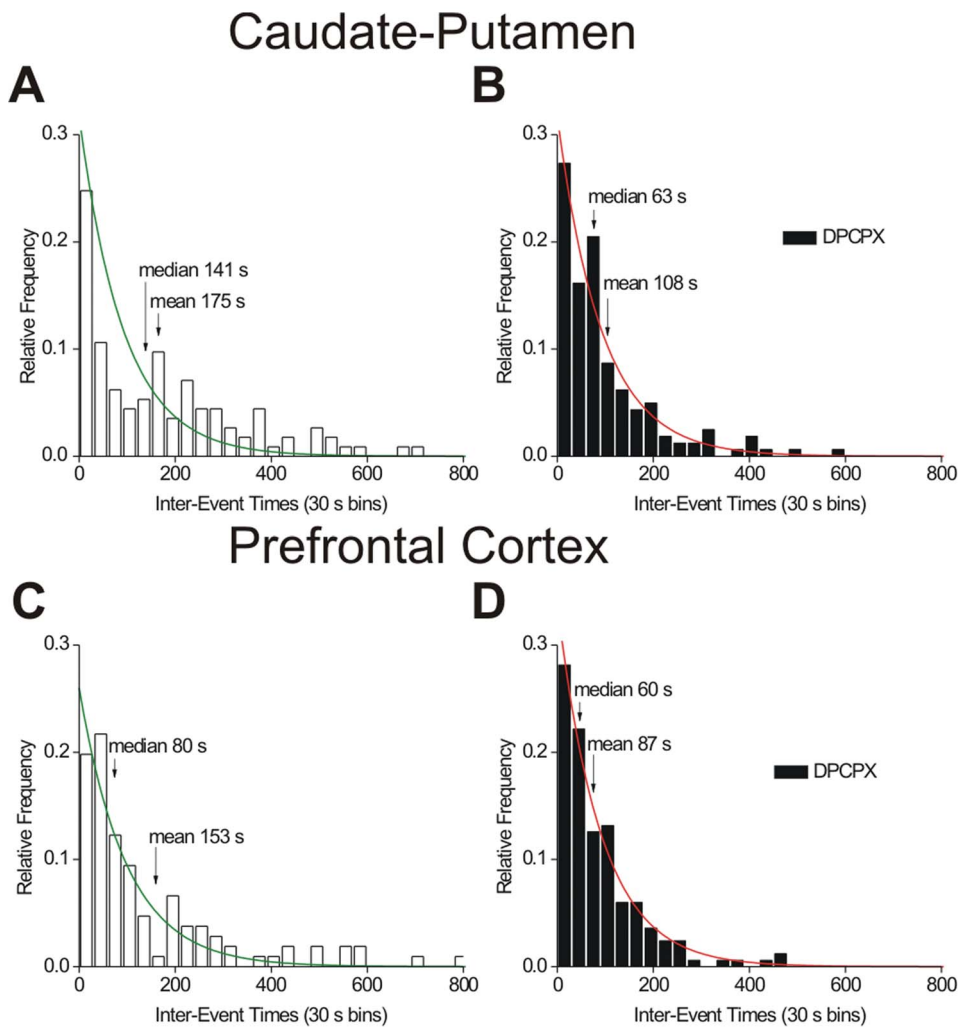 Caudate-Putamen
A
B
0.3
0.2
0.1
0.0
Relative Frequency
median 141 s
mean 175 s
0 200 400 600 800
Inter-Event Times (30 s bins)
0.3
0.2
0.1
0.0
Relative Frequency
median 63 s
mean 108 s
DPCPX
0 200 400 600 800
Inter-Event Times (30 s bins)
Prefrontal Cortex
C
D
0.3
0.2
0.1
0.0
Relative Frequency
median 80 s
mean 153 s
0 200 400 600 800
Inter-Event Times (30 s bins)
0.3
0.2
0.1
0.0
Relative Frequency
median 60 s
mean 87 s
DPCPX
0 200 400 600 800
Inter-Event Times (30 s bins)